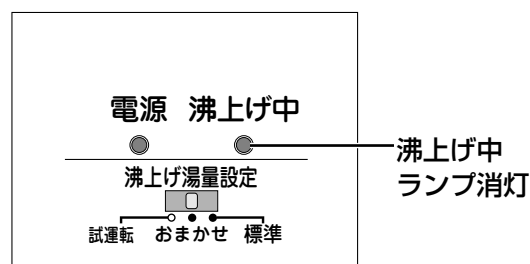 電源 沸上げ中
沸上げ中
ランプ消灯
沸上げ湯量設定
試運転 おまかせ 標準